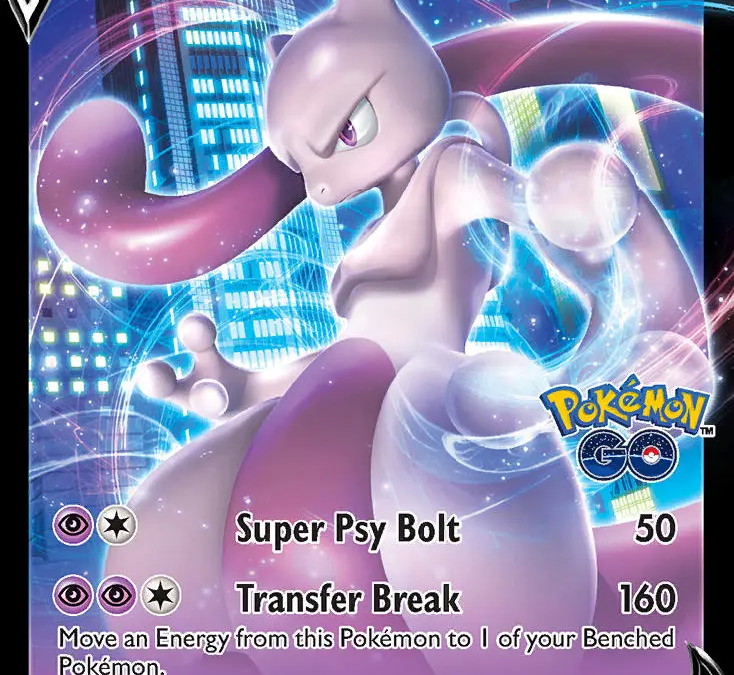 POKÉMON
GO™
Super Psy Bolt 50
Transfer Break 160
Move an Energy from this Pokémon to 1 of your Benched
Pokémon.